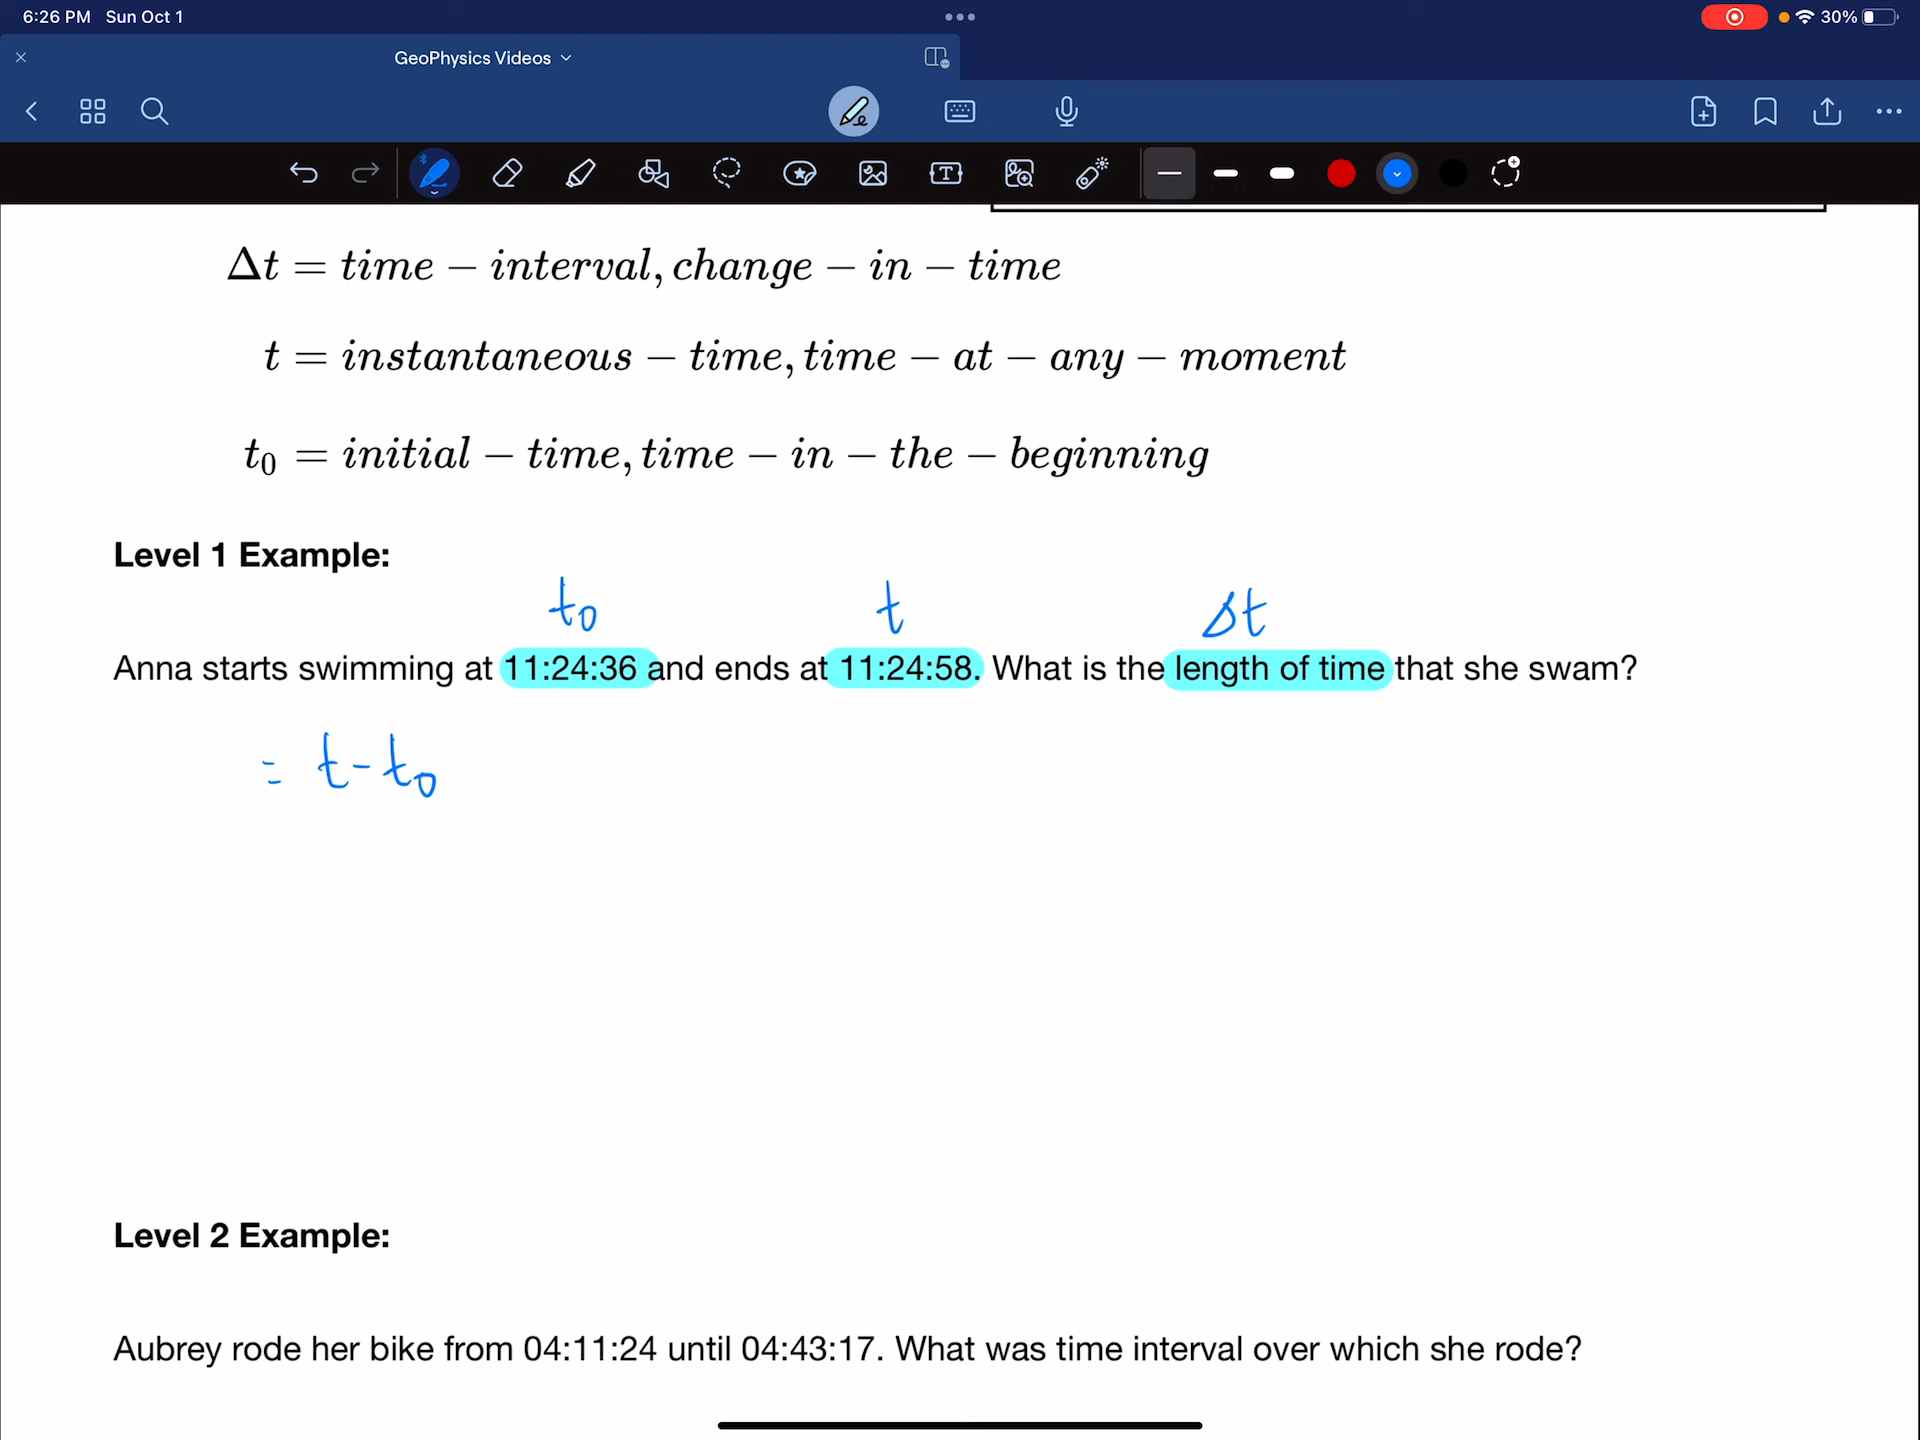 6:26 PM Sun Oct 1
30%
GeoPhysics Videos
Δt = time − interval, change − in − time
t = instantaneous − time, time − at − any − moment
t₀ = initial − time, time − in − the − beginning
Level 1 Example:
t₀ t Δt
Anna starts swimming at 11:24:36 and ends at 11:24:58. What is the length of time that she swam?
= t - t₀
Level 2 Example:
Aubrey rode her bike from 04:11:24 until 04:43:17. What was time interval over which she rode?